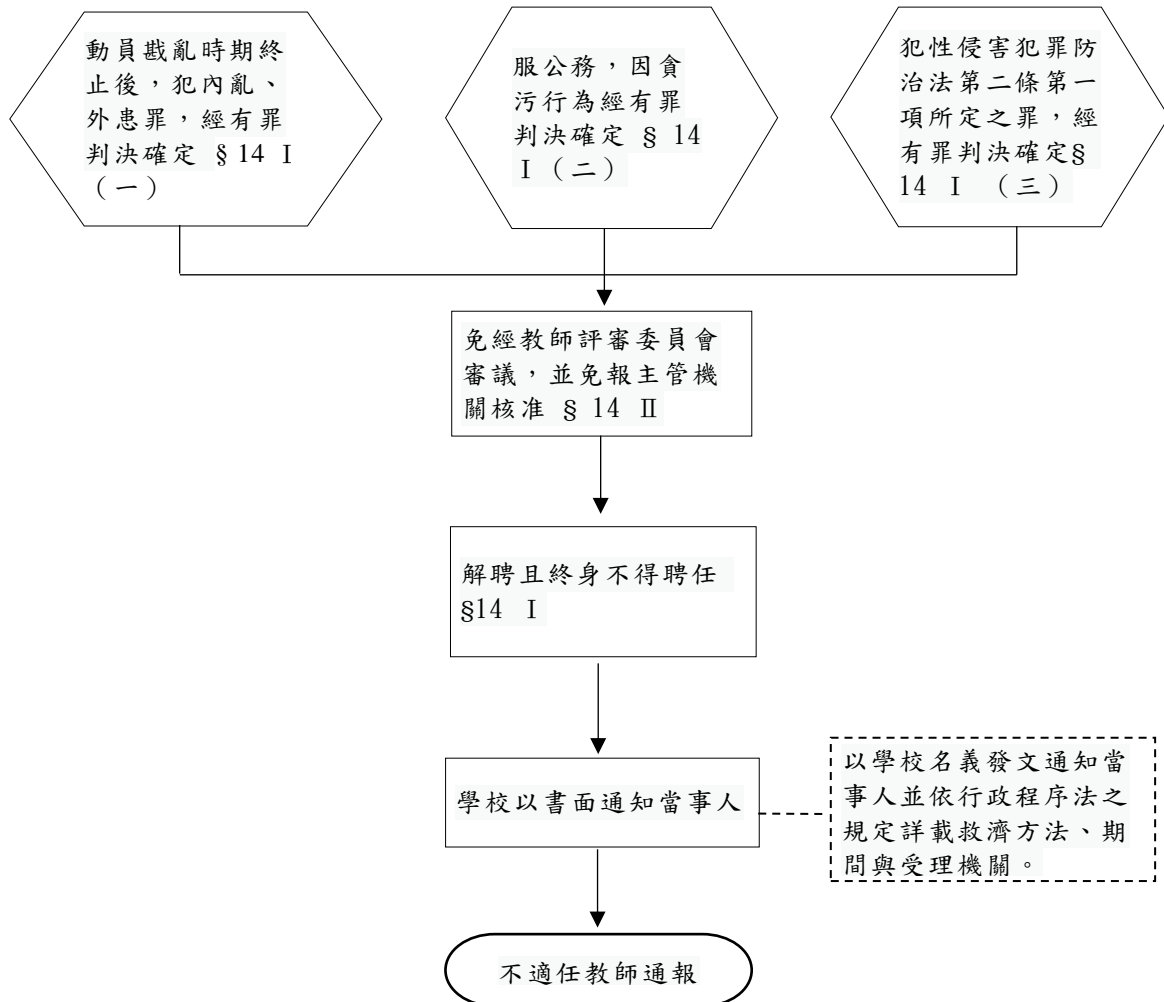 動員戡亂時期終
止後，犯內亂、
外患罪，經有罪
判決確定 §14 Ⅰ
（一）
服公務，因貪
污行為經有罪
判決確定 § 14
Ⅰ（二）
犯性侵害犯罪防
治法第二條第一
項所定之罪，經
有罪判決確定§
14 Ⅰ （三）
免經教師評審委員會
審議，並免報主管機
關核准 § 14 Ⅱ
解聘且終身不得聘任
§14 Ⅰ
學校以書面通知當事人
以學校名義發文通知當
事人並依行政程序法之
規定詳載救濟方法、期
間與受理機關。
不適任教師通報